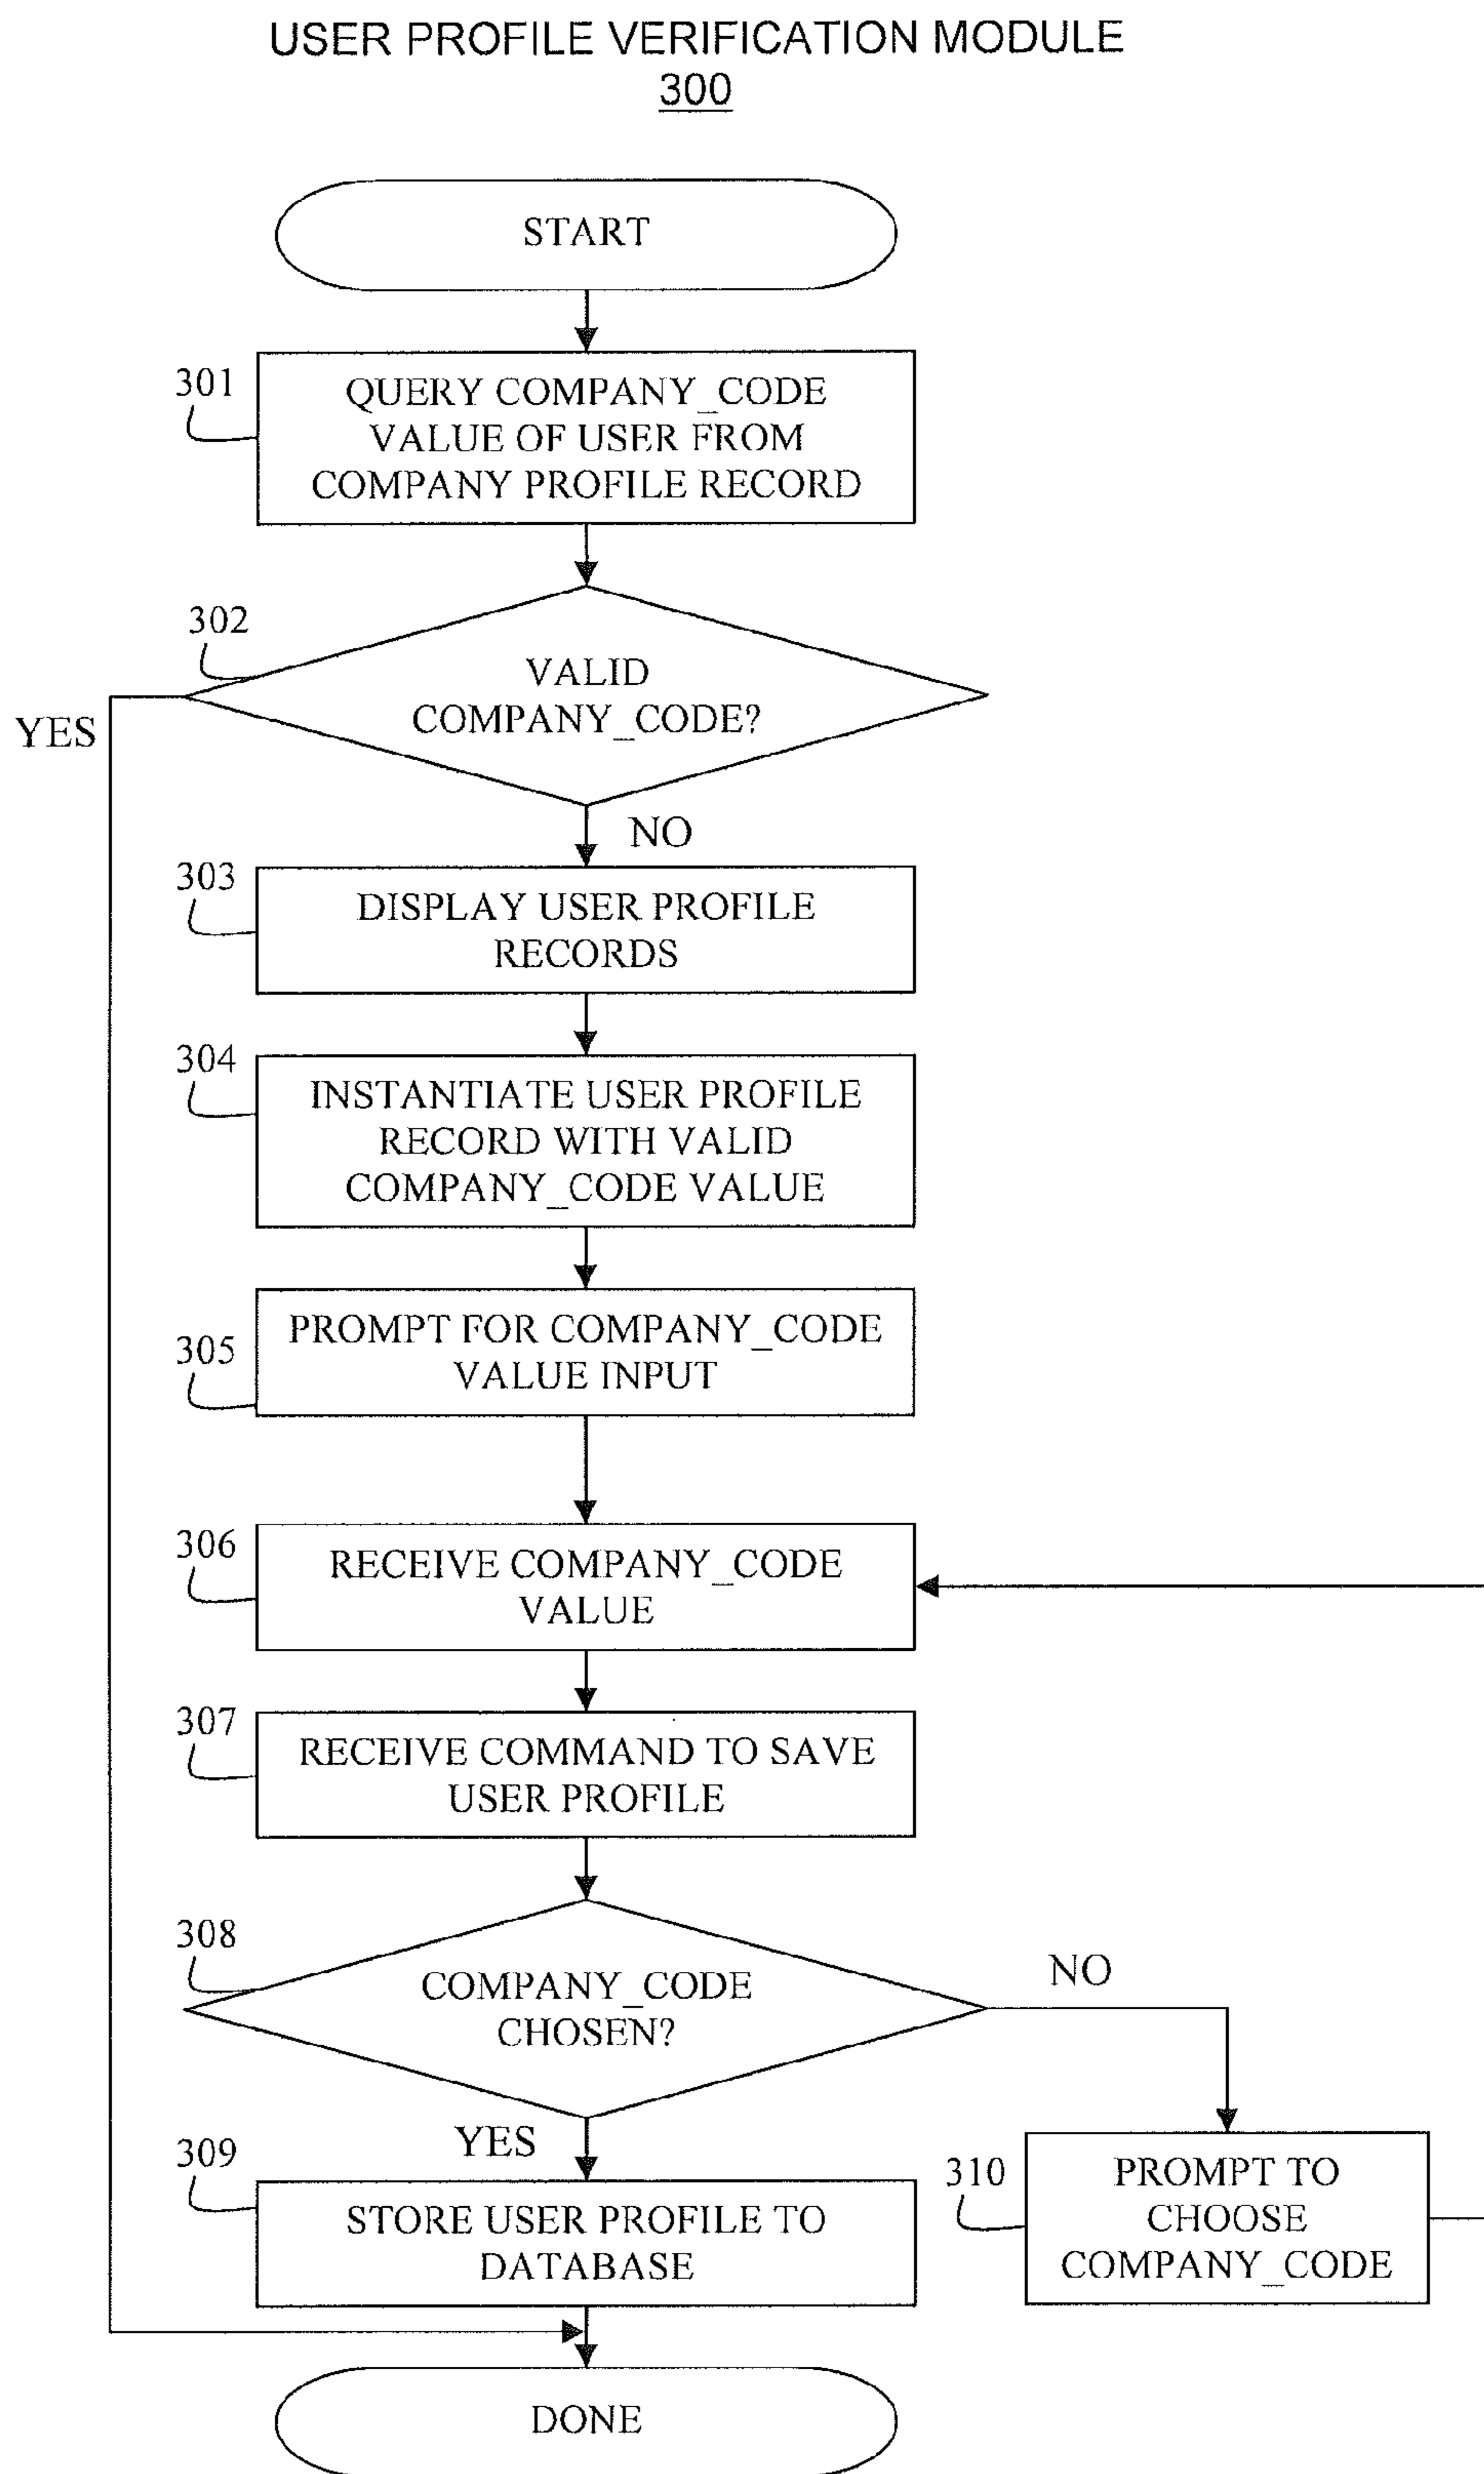 USER PROFILE VERIFICATION MODULE
300
START
301
QUERY COMPANY_CODE
VALUE OF USER FROM
COMPANY PROFILE RECORD
302
VALID
COMPANY_CODE?
YES
NO
303
DISPLAY USER PROFILE
RECORDS
304
INSTANTIATE USER PROFILE
RECORD WITH VALID
COMPANY_CODE VALUE
305
PROMPT FOR COMPANY_CODE
VALUE INPUT
306
RECEIVE COMPANY_CODE
VALUE
307
RECEIVE COMMAND TO SAVE
USER PROFILE
308
COMPANY_CODE
CHOSEN?
NO
YES
309
STORE USER PROFILE TO
DATABASE
310
PROMPT TO
CHOOSE
COMPANY_CODE
DONE